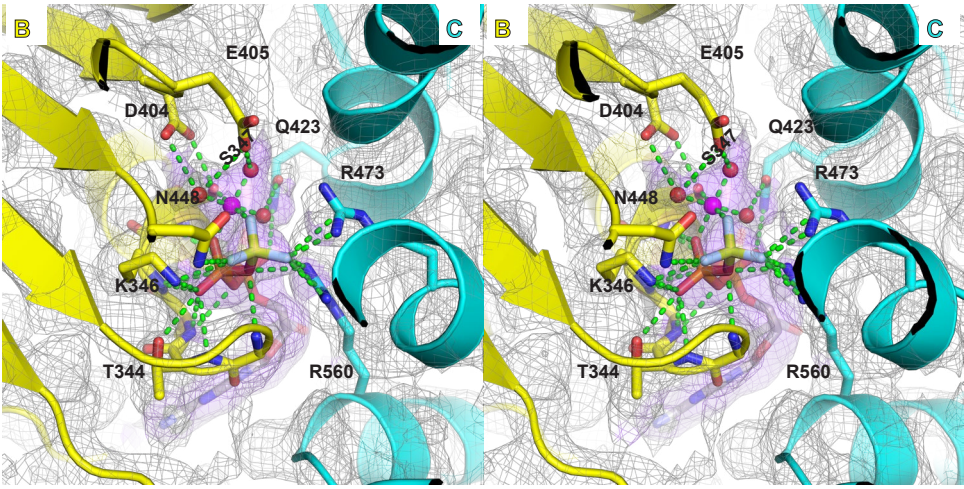 B C B C
E405 E405
D404 D404
Q423 Q423
S347 S347
R473 R473
N448 N448
K346 K346
T344 R560 T344 R560